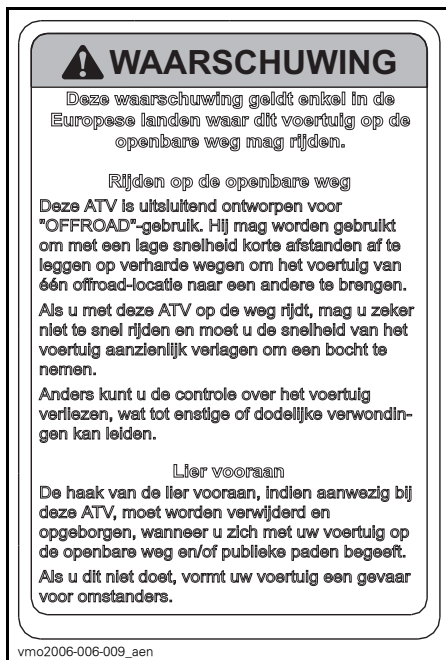 WAARSCHUWING
Deze waarschuwing geldt enkel in de
Europese landen waar dit voertuig op de
openbare weg mag rijden.
Rijden op de openbare weg
Deze ATV is uitsluitend ontworpen voor
"OFFROAD"-gebruik. Hij mag worden gebruikt
om met een lage snelheid korte afstanden af te
leggen op verharde wegen om het voertuig van
één offroad-locatie naar een andere te brengen.
Als u met deze ATV op de weg rijdt, mag u zeker
niet te snel rijden en moet u de snelheid van het
voertuig aanzienlijk verlagen om een bocht te
nemen.
Anders kunt u de controle over het voertuig
verliezen, wat tot enstige of dodelijke verwondin-
gen kan leiden.
Lier vooraan
De haak van de lier vooraan, indien aanwezig bij
deze ATV, moet worden verwijderd en
opgeborgen, wanneer u zich met uw voertuig op
de openbare weg en/of publieke paden begeeft.
Als u dit niet doet, vormt uw voertuig een gevaar
voor omstanders.
vmo2006-006-009_aen